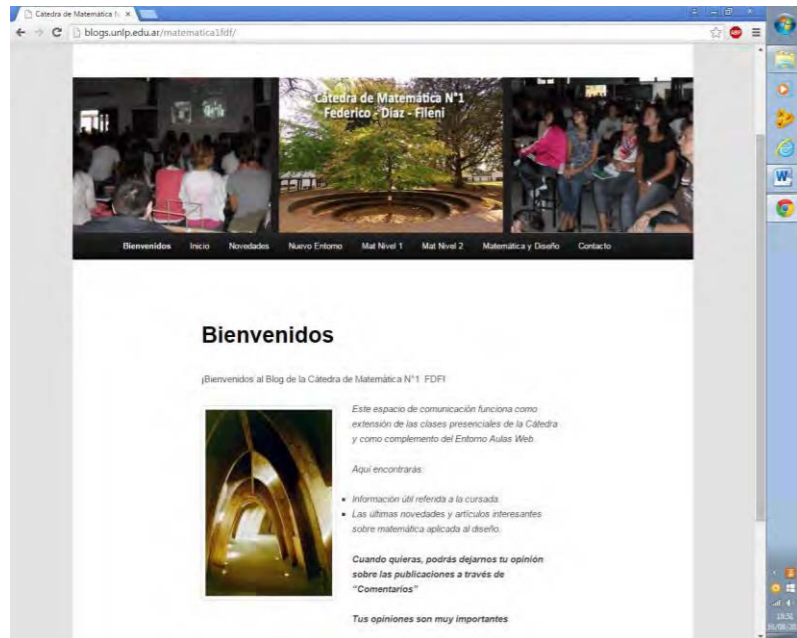 Cátedra de Matemática
blogs.unlp.edu.ar/matematica1fdf/
Cátedra de Matemática N°1
Federico - Díaz - Fileni
Bienvenidos Inicio Novedades Nuevo Entorno Mat Nivel 1 Mat Nivel 2 Matemática y Diseño Contacto
Bienvenidos
¡Bienvenidos al Blog de la Cátedra de Matemática N°1 FDF!
Este espacio de comunicación funciona como
extensión de las clases presenciales de la Cátedra
y como complemento del Entorno Aulas Web.
Aquí encontrarás:
Información útil referida a la cursada.
Las últimas novedades y artículos interesantes
sobre matemática aplicada al diseño.
Cuando quieras, podrás dejarnos tu opinión
sobre las publicaciones a través de
"Comentarios"
Tus opiniones son muy importantes